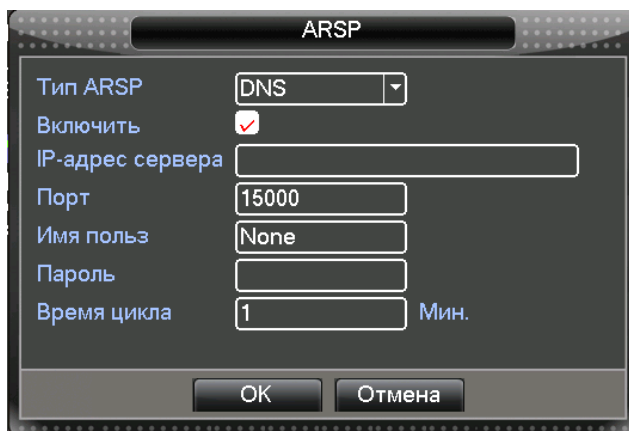 ARSP
Тип ARSP DNS
Включить
IP-адрес сервера
Порт 15000
Имя польз None
Пароль
Время цикла 1 Мин.
OK Отмена